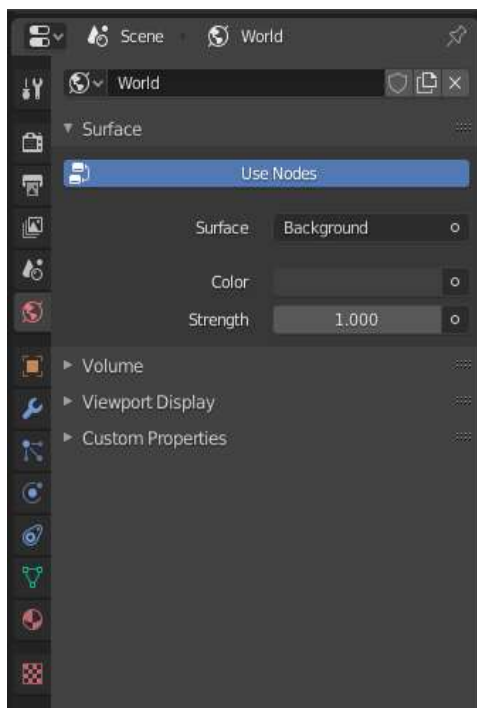 Scene World
World
Surface
Use Nodes
Surface Background
Color
Strength 1.000
Volume
Viewport Display
Custom Properties